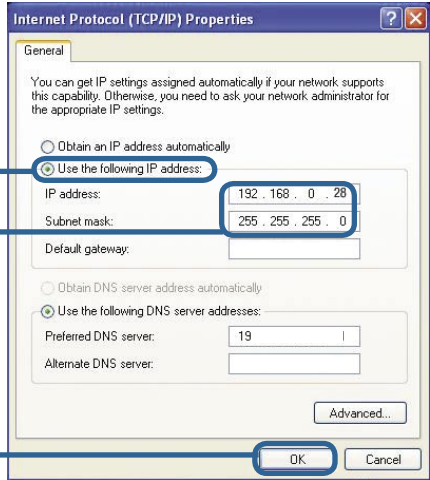 Internet Protocol (TCP/IP) Properties
General
You can get IP settings assigned automatically if your network supports
this capability. Otherwise, you need to ask your network administrator for
the appropriate IP settings.
Obtain an IP address automatically
Use the following IP address:
IP address: 192 . 168 . 0 . 28
Subnet mask: 255 . 255 . 255 . 0
Default gateway:
Obtain DNS server address automatically
Use the following DNS server addresses:
Preferred DNS server: 19
Alternate DNS server:
Advanced...
OK Cancel